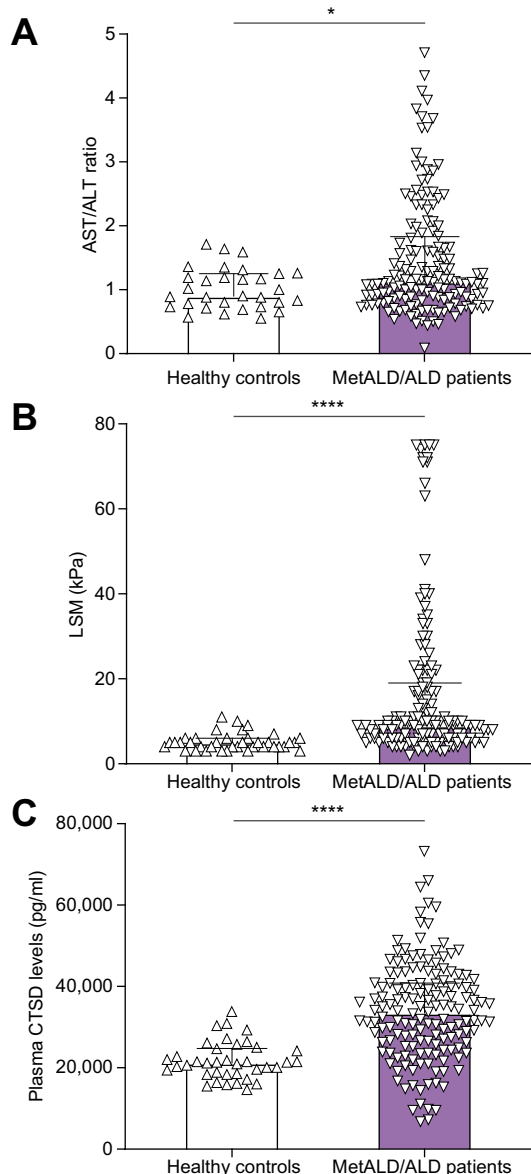 A
*
AST/ALT ratio
5
4
3
2
1
0
Healthy controls
MetALD/ALD patients
B
****
LSM (kPa)
80
60
40
20
0
Healthy controls
MetALD/ALD patients
C
****
Plasma CTSD levels (pg/ml)
80,000
60,000
40,000
20,000
0
Healthy controls
MetALD/ALD patients